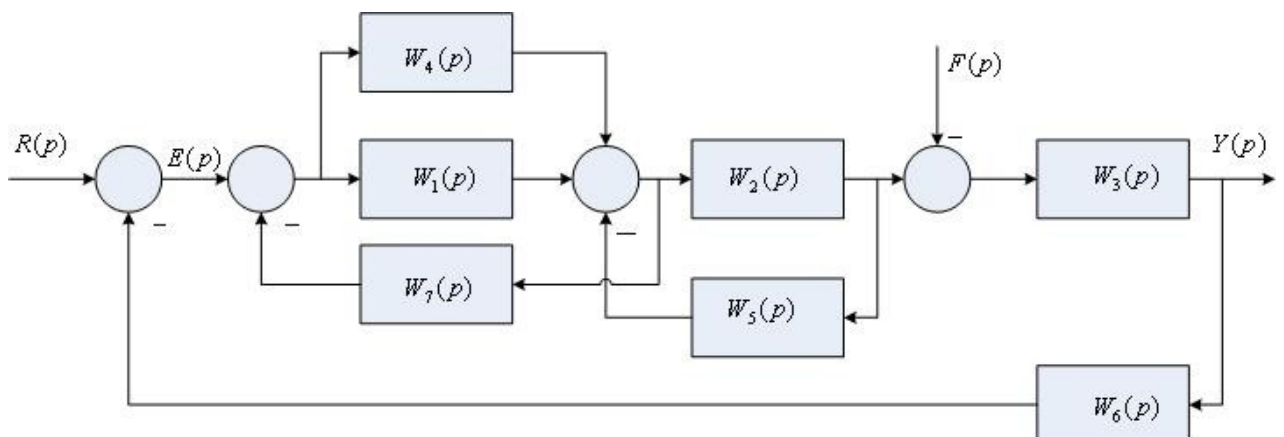 W₄(p)
F(p)
R(p)
E(p)
W₁(p)
W₂(p)
W₃(p)
Y(p)
−
−
−
−
W₇(p)
W₅(p)
W₆(p)